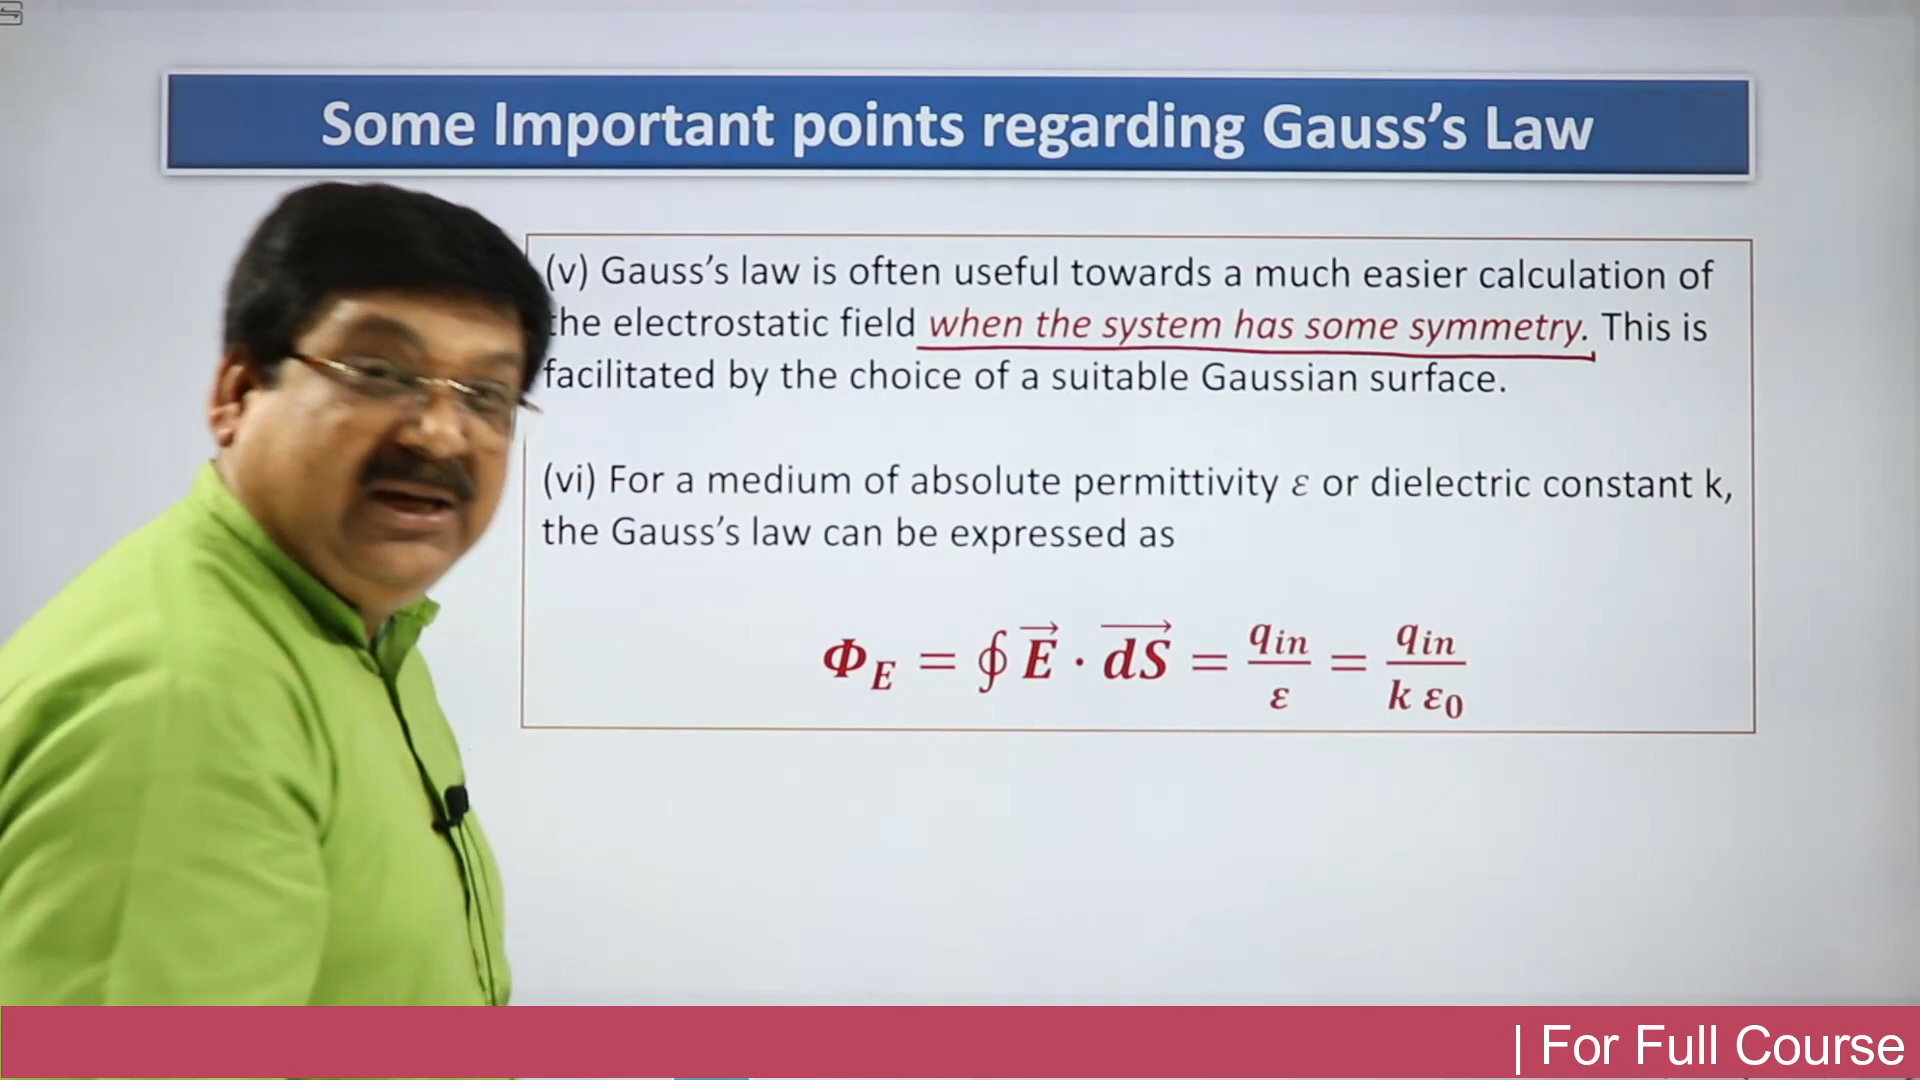 Some Important points regarding Gauss’s Law
(v) Gauss’s law is often useful towards a much easier calculation of
the electrostatic field when the system has some symmetry. This is
facilitated by the choice of a suitable Gaussian surface.
(vi) For a medium of absolute permittivity ε or dielectric constant k,
the Gauss’s law can be expressed as
Φ_E = ∮ E⃗ · dS⃗ = q_in/ε = q_in/(k ε₀)
| For Full Course